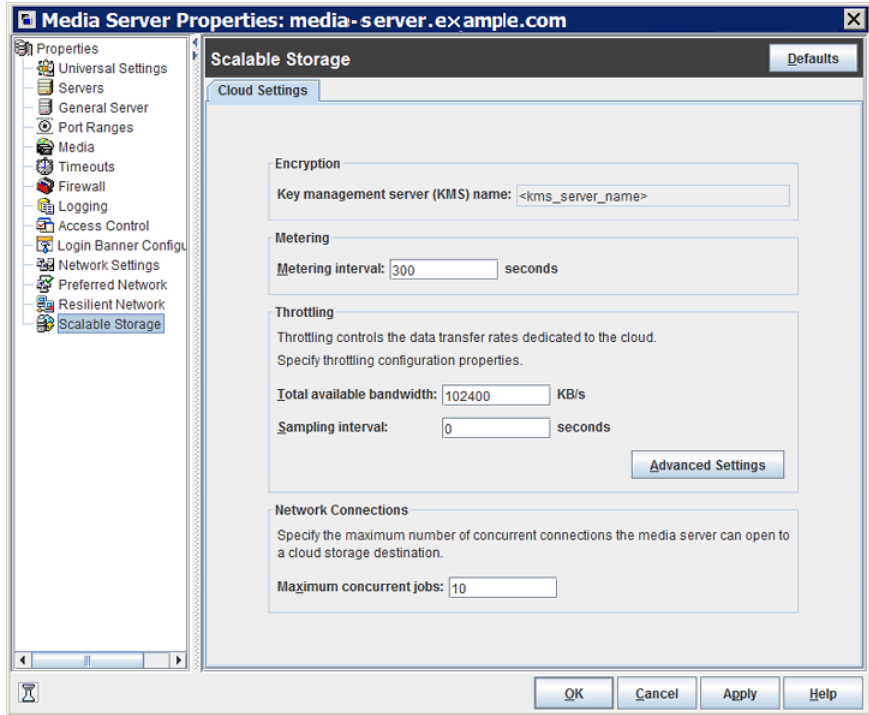 Media Server Properties: media-server.example.com
Properties
Universal Settings
Servers
General Server
Port Ranges
Media
Timeouts
Firewall
Logging
Access Control
Login Banner Configu
Network Settings
Preferred Network
Resilient Network
Scalable Storage
Scalable Storage
Defaults
Cloud Settings
Encryption
Key management server (KMS) name: <kms_server_name>
Metering
Metering interval: 300 seconds
Throttling
Throttling controls the data transfer rates dedicated to the cloud.
Specify throttling configuration properties.
Total available bandwidth: 102400 KB/s
Sampling interval: 0 seconds
Advanced Settings
Network Connections
Specify the maximum number of concurrent connections the media server can open to
a cloud storage destination.
Maximum concurrent jobs: 10
OK Cancel Apply Help